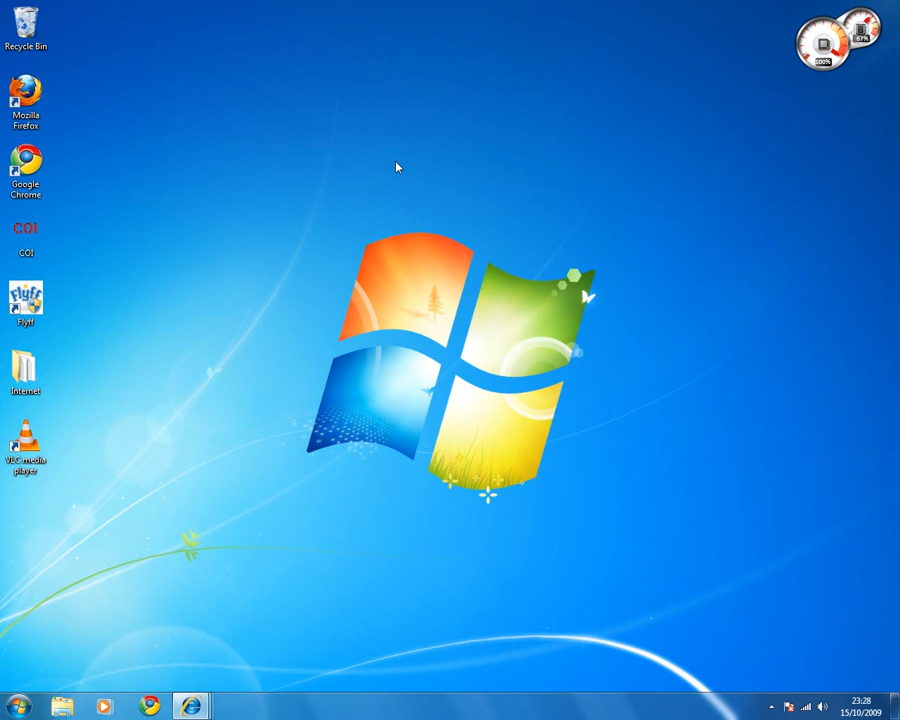 Recycle Bin
Mozilla
Firefox
Google
Chrome
COI
COI
Flyff
Flyff
Internet
VLC media
player
100%
67%
23:28
15/10/2009